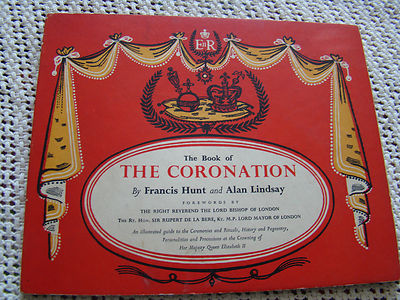 E II R
The Book of
THE CORONATION
By Francis Hunt and Alan Lindsay
FOREWORDS BY
THE RIGHT REVEREND THE LORD BISHOP OF LONDON
THE RT. HON. SIR RUPERT DE LA BERE, KT. M.P. LORD MAYOR OF LONDON
An illustrated guide to the Ceremonies and Rituals, History and Pageantry,
Personalities and Processions at the Crowning of
Her Majesty Queen Elizabeth II